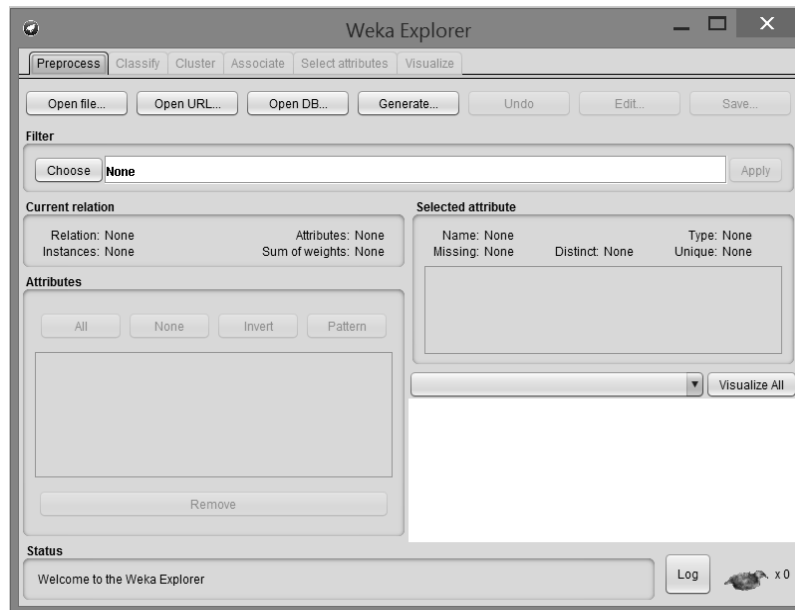 Weka Explorer
Preprocess Classify Cluster Associate Select attributes Visualize
Open file... Open URL... Open DB... Generate... Undo Edit... Save...
Filter
Choose None Apply
Current relation
Relation: None Attributes: None
Instances: None Sum of weights: None
Selected attribute
Name: None Type: None
Missing: None Distinct: None Unique: None
Attributes
All None Invert Pattern
Remove
Visualize All
Status
Welcome to the Weka Explorer
Log x 0